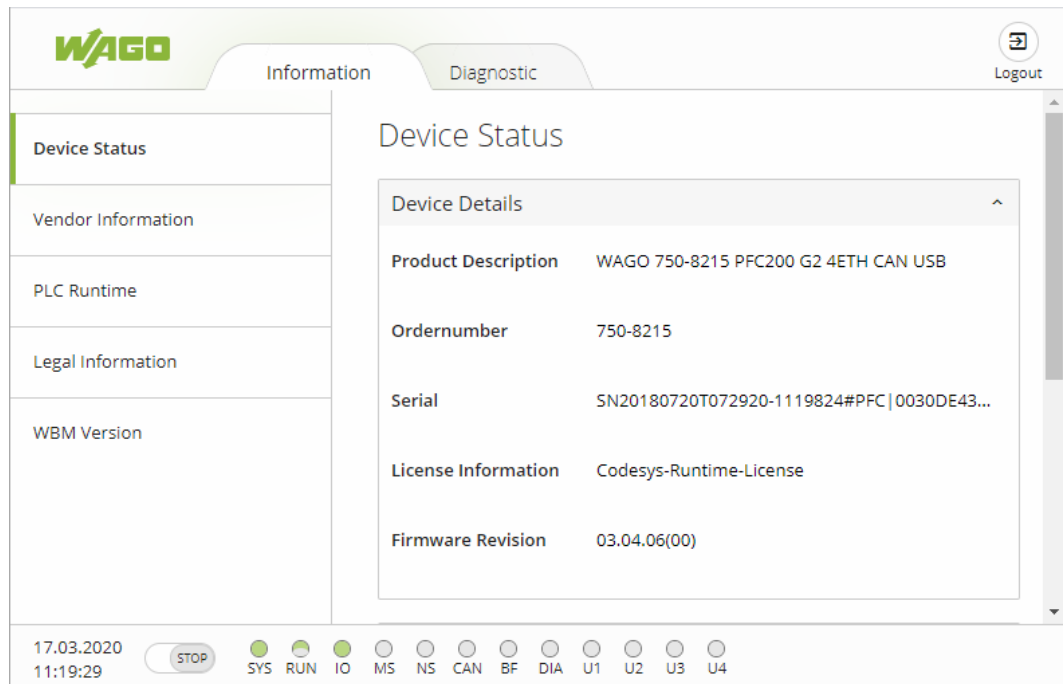 WAGO
Information
Diagnostic
Logout
Device Status
Vendor Information
PLC Runtime
Legal Information
WBM Version
Device Status
Device Details
Product Description WAGO 750-8215 PFC200 G2 4ETH CAN USB
Ordernumber 750-8215
Serial SN20180720T072920-1119824#PFC|0030DE43...
License Information Codesys-Runtime-License
Firmware Revision 03.04.06(00)
17.03.2020
11:19:29
STOP
SYS RUN IO MS NS CAN BF DIA U1 U2 U3 U4